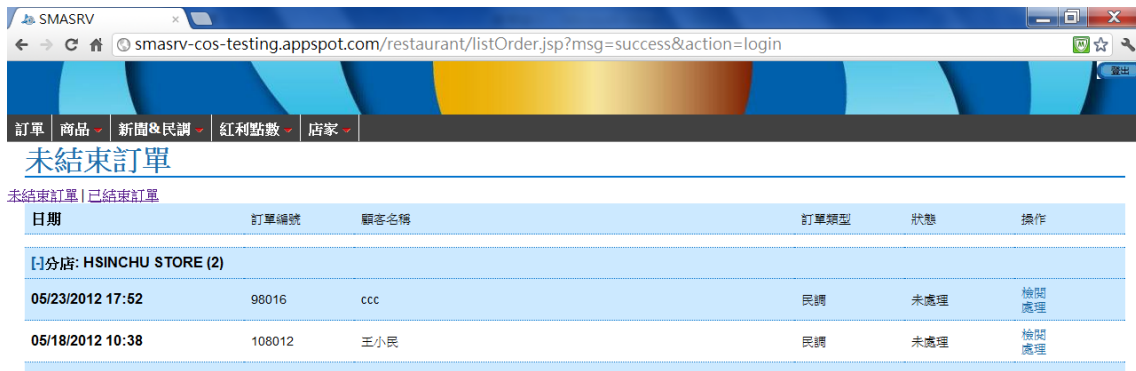 SMASRV
smasrv-cos-testing.appspot.com/restaurant/listOrder.jsp?msg=success&action=login
登出
訂單 商品 新聞&民調 紅利點數 店家
未結束訂單
未結束訂單 | 已結束訂單
日期 訂單編號 顧客名稱 訂單類型 狀態 操作
[-]分店: HSINCHU STORE (2)
05/23/2012 17:52 98016 ccc 民調 未處理 檢閱
處理
05/18/2012 10:38 108012 王小民 民調 未處理 檢閱
處理